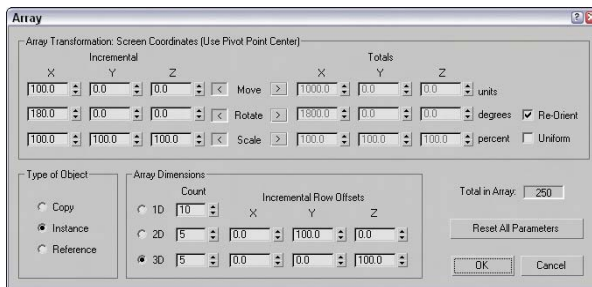 Array
Array Transformation: Screen Coordinates (Use Pivot Point Center)
Incremental Totals
X Y Z X Y Z
100.0 0.0 0.0 < Move > 1000.0 0.0 0.0 units
180.0 0.0 0.0 < Rotate > 1800.0 0.0 0.0 degrees Re-Orient
100.0 100.0 100.0 < Scale > 100.0 100.0 100.0 percent Uniform
Type of Object
Copy
Instance
Reference
Array Dimensions
Count Incremental Row Offsets
1D 10 X Y Z
2D 5 0.0 100.0 0.0
3D 5 0.0 0.0 100.0
Total in Array: 250
Reset All Parameters
OK Cancel